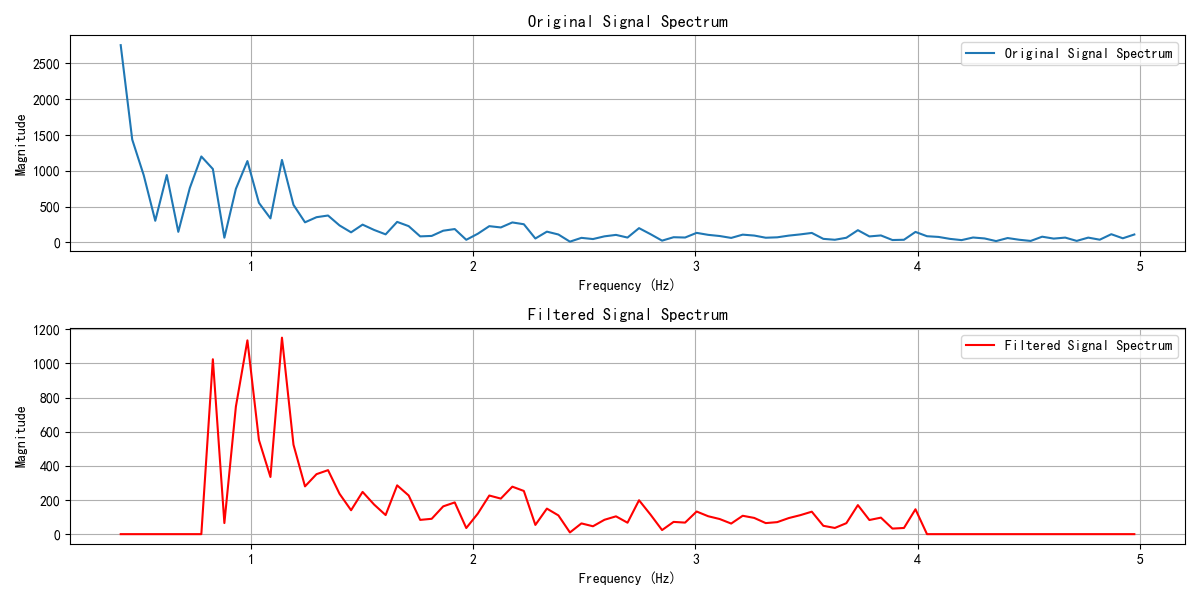 Original Signal Spectrum
Original Signal Spectrum
Magnitude
2500
2000
1500
1000
500
0
1 2 3 4 5
Frequency (Hz)
Filtered Signal Spectrum
Filtered Signal Spectrum
Magnitude
1200
1000
800
600
400
200
0
1 2 3 4 5
Frequency (Hz)